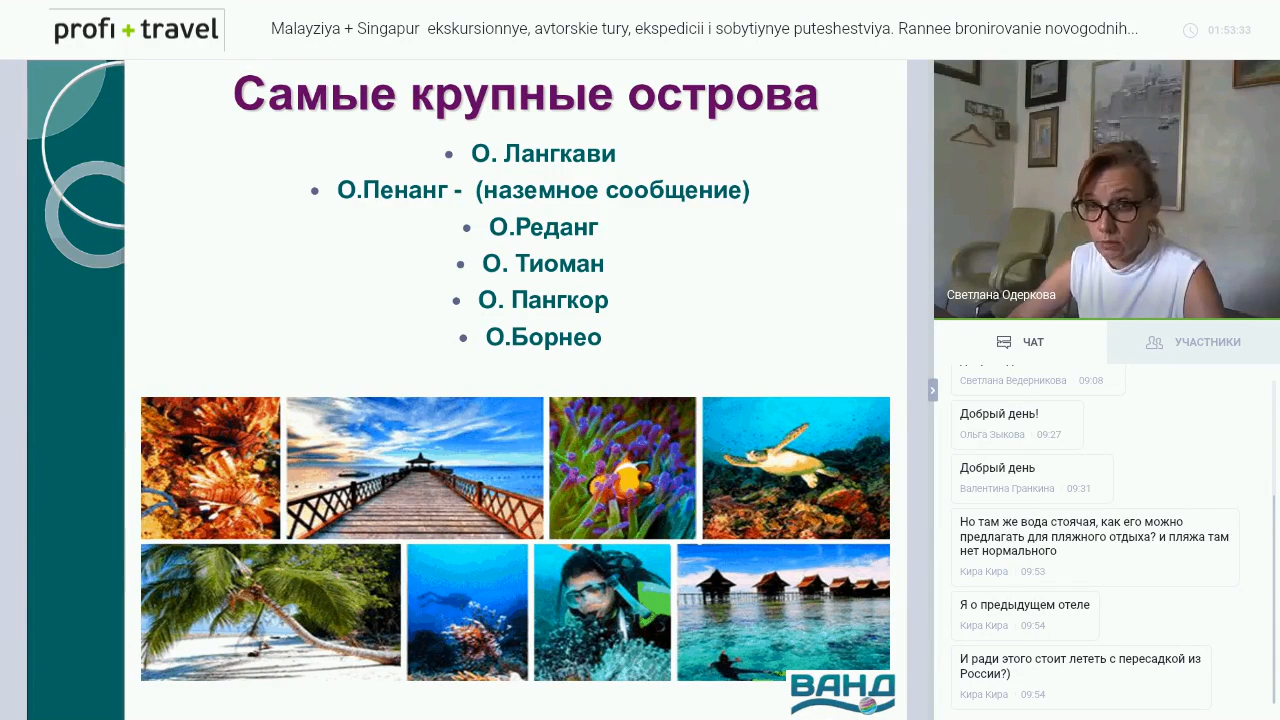 profi + travel
Malayziya + Singapur ekskursionnye, avtorskie tury, ekspedicii i sobytiynye puteshestviya. Rannee bronirovanie novogodnih...
01:53:33
Самые крупные острова
• О. Лангкави
• О.Пенанг - (наземное сообщение)
• О.Реданг
• О. Тиоман
• О. Пангкор
• О.Борнео
ВАНД
Светлана Одеркова
ЧАТ
УЧАСТНИКИ
Светлана Ведерникова · 09:08
Добрый день!
Ольга Зыкова · 09:27
Добрый день
Валентина Гранкина · 09:31
Но там же вода стоячая, как его можно
предлагать для пляжного отдыха? и пляжа там
нет нормального
Кира Кира · 09:53
Я о предыдущем отеле
Кира Кира · 09:54
И ради этого стоит лететь с пересадкой из
России?)
Кира Кира · 09:54